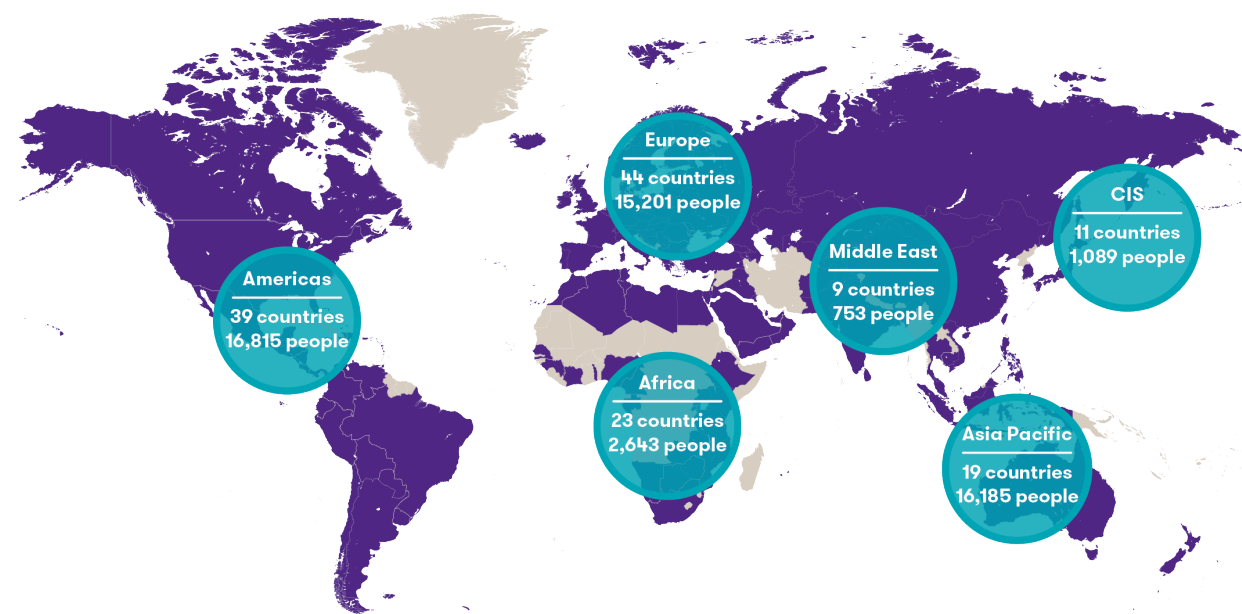 Europe
44 countries
15,201 people
CIS
11 countries
1,089 people
Middle East
9 countries
753 people
Americas
39 countries
16,815 people
Africa
23 countries
2,643 people
Asia Pacific
19 countries
16,185 people